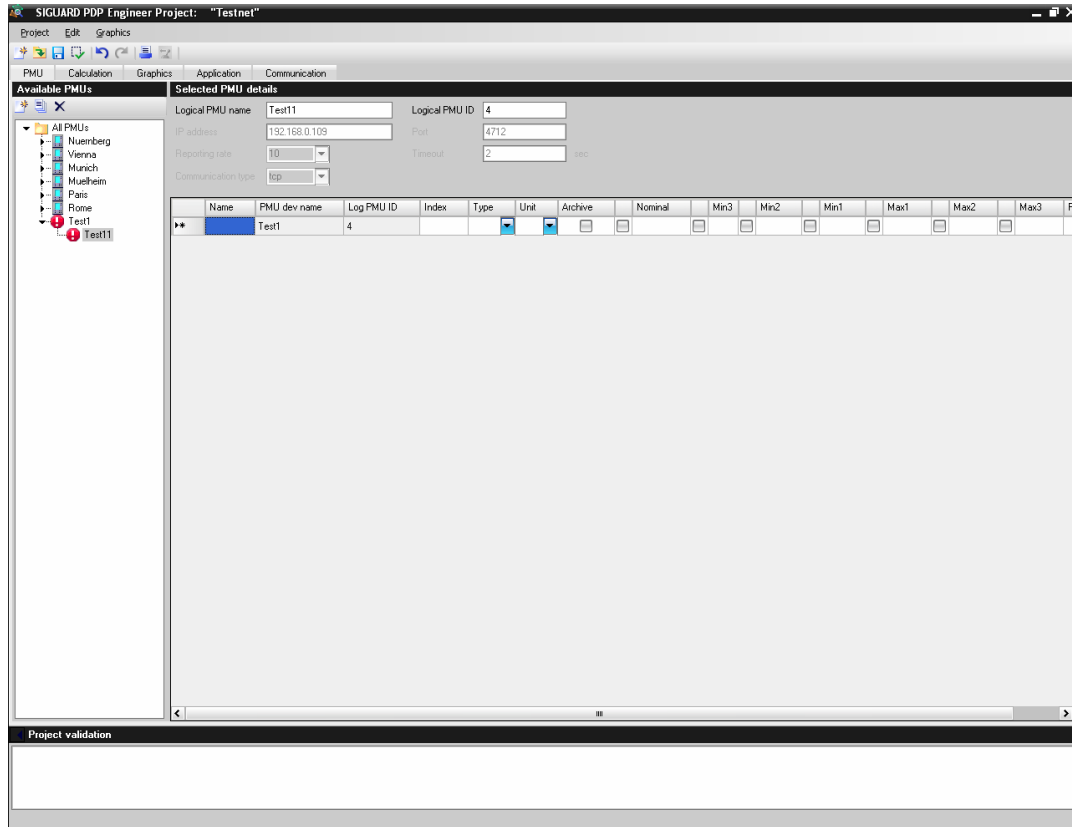 SIGUARD PDP Engineer Project: "Testnet"
Project Edit Graphics
PMU Calculation Graphics Application Communication
Available PMUs
Selected PMU details
Logical PMU name Test11 Logical PMU ID 4
IP address 192.168.0.109 Port 4712
Reporting rate 10 Timeout 2 sec
Communication type tcp
All PMUs
Nuernberg
Vienna
Munich
Muelheim
Paris
Rome
Test1
Test11
Name PMU dev name Log PMU ID Index Type Unit Archive Nominal Min3 Min2 Min1 Max1 Max2 Max3
Test1 4
Project validation